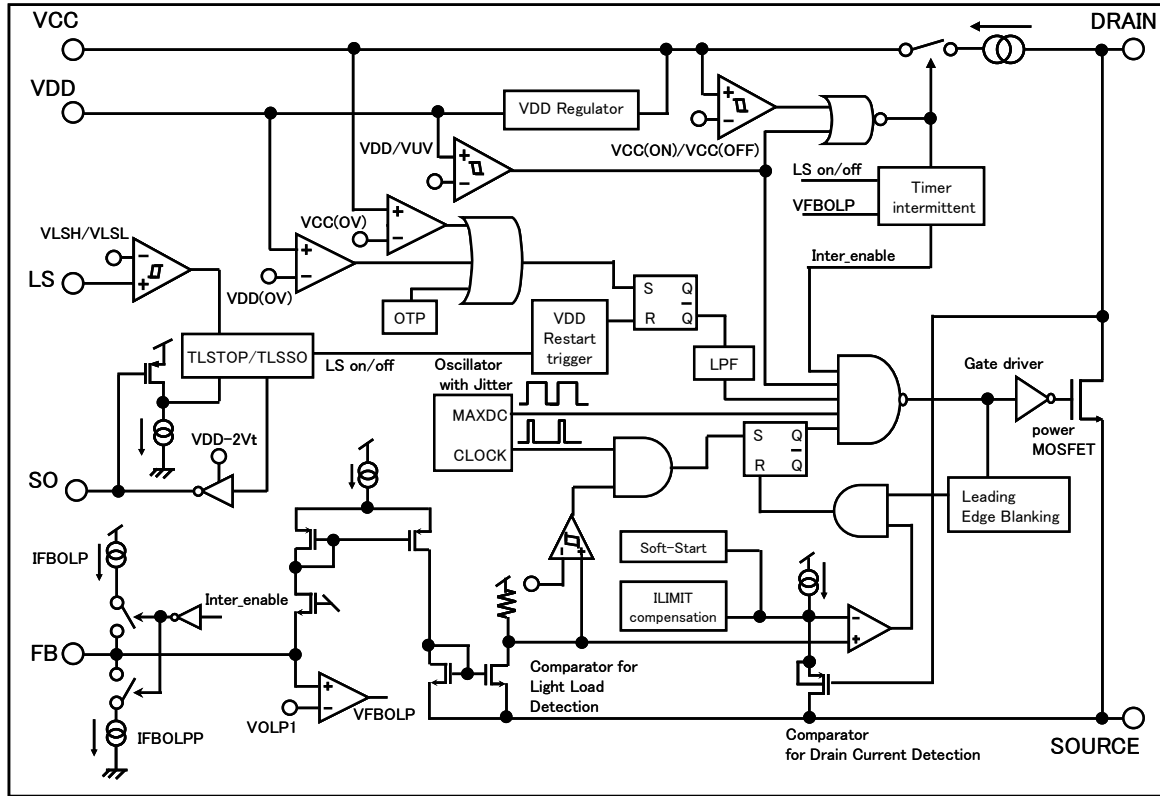 VCC
DRAIN
VDD
VDD Regulator
VDD/VUV
VCC(ON)/VCC(OFF)
LS on/off
VFBOLP
Timer
intermittent
VCC(OV)
VLSH/VLSL
Inter_enable
LS
VDD(OV)
OTP
VDD
Restart
trigger
S
Q
R
Q
TLSTOP/TLSSO
LS on/off
LPF
Oscillator
with Jitter
Gate driver
MAXDC
CLOCK
power
MOSFET
VDD-2Vt
S
Q
R
Q
SO
Leading
Edge Blanking
Soft-Start
IFBOLP
Inter_enable
ILIMIT
compensation
FB
Comparator for
Light Load
Detection
VOLP1
VFBOLP
IFBOLPP
Comparator
for Drain Current Detection
SOURCE
+
−
+
−
+
−
+
−
−
+
−
+
−
+
+
−